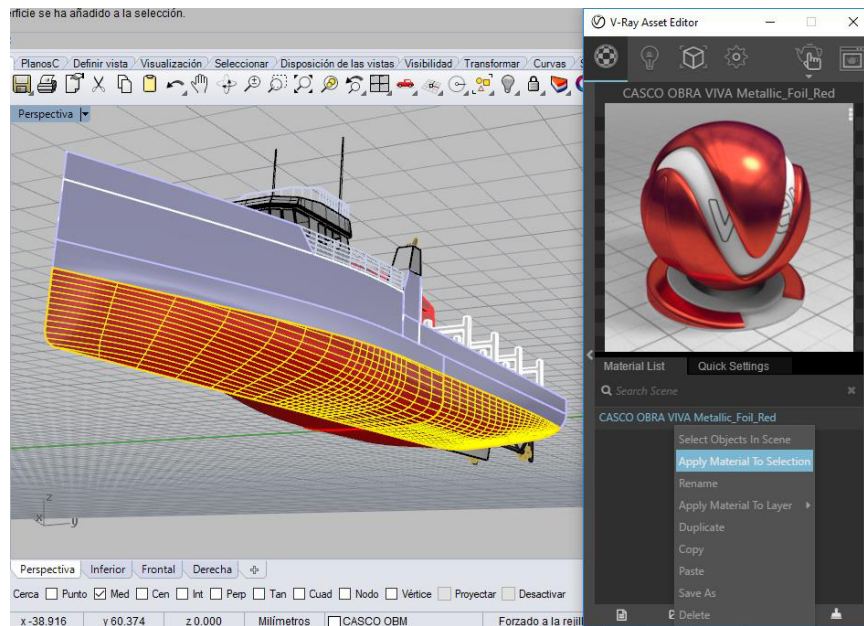 erficie se ha añadido a la selección.
PlanosC Definir vista Visualización Seleccionar Disposición de las vistas Visibilidad Transformar Curvas
Perspectiva
z
x
y
Perspectiva Inferior Frontal Derecha
Cerca Punto Med Cen Int Perp Tan Cuad Nodo Vértice Proyectar Desactivar
x -38.916 y 60.374 z 0.000 Milímetros CASCO OBM Forzado a la rejil
V-Ray Asset Editor
CASCO OBRA VIVA Metallic_Foil_Red
Material List Quick Settings
Search Scene
CASCO OBRA VIVA Metallic_Foil_Red
Select Objects In Scene
Apply Material To Selection
Rename
Apply Material To Layer
Duplicate
Copy
Paste
Save As
Delete